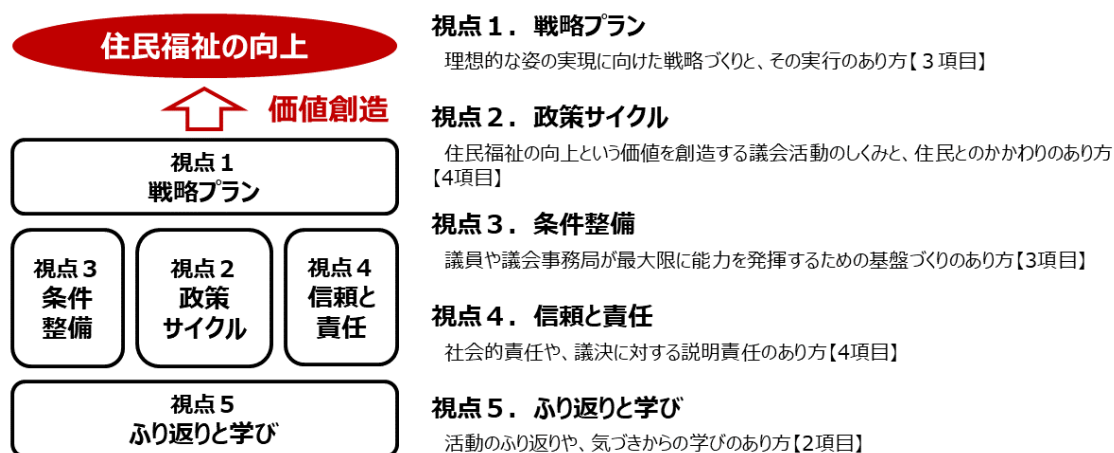 住民福祉の向上
価値創造
視点1
戦略プラン
視点3
条件
整備
視点2
政策
サイクル
視点4
信頼と
責任
視点5
ふり返りと学び
視点1．戦略プラン
理想的な姿の実現に向けた戦略づくりと、その実行のあり方【３項目】
視点２．政策サイクル
住民福祉の向上という価値を創造する議会活動のしくみと、住民とのかかわりのあり方
【4項目】
視点３．条件整備
議員や議会事務局が最大限に能力を発揮するための基盤づくりのあり方【3項目】
視点４．信頼と責任
社会的責任や、議決に対する説明責任のあり方【4項目】
視点５．ふり返りと学び
活動のふり返りや、気づきからの学びのあり方【2項目】